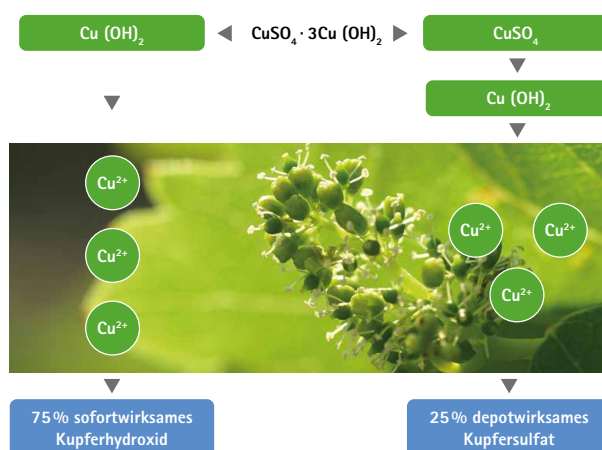 Cu (OH)₂ CuSO₄ · 3Cu (OH)₂ CuSO₄
Cu (OH)₂
Cu²⁺
Cu²⁺
Cu²⁺
Cu²⁺
Cu²⁺
Cu²⁺
75% sofortwirksames
Kupferhydroxid
25% depotwirksames
Kupfersulfat